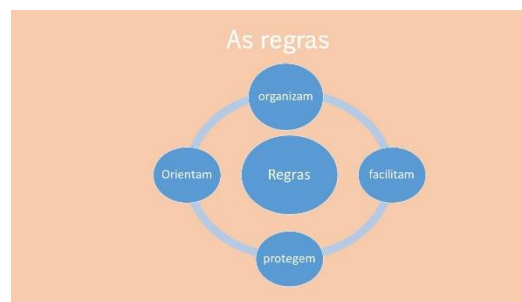 As regras
organizam
Orientam
Regras
facilitam
protegem